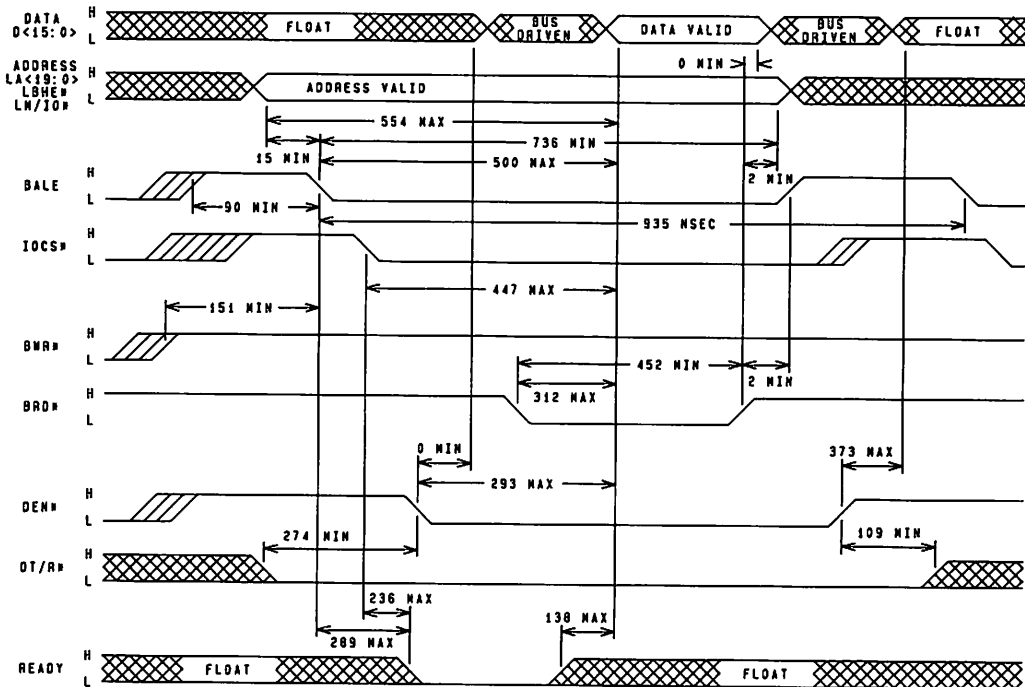 DATA
D<15:0>
H
L
FLOAT
BUS
DRIVEN
DATA VALID
BUS
DRIVEN
FLOAT
0 MIN
ADDRESS
LA<19:0>
LBHE#
LM/IO#
H
L
ADDRESS VALID
554 MAX
15 MIN
736 MIN
500 MAX
BALE
H
L
2 MIN
90 MIN
935 NSEC
IOCS#
H
L
447 MAX
151 MIN
BWR#
H
L
452 MIN
2 MIN
312 MAX
BRD#
H
L
0 MIN
373 MAX
293 MAX
DEN#
H
L
274 MIN
109 MIN
DT/R#
H
L
236 MAX
138 MAX
289 MAX
READY
H
L
FLOAT
FLOAT